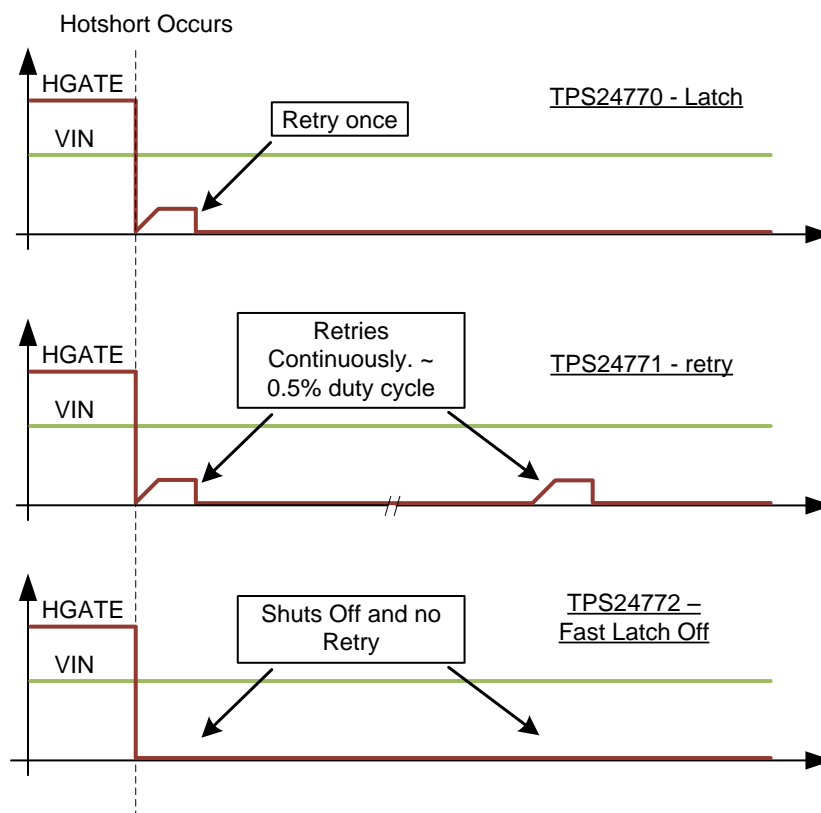 Hotshort Occurs
HGATE
TPS24770 - Latch
Retry once
VIN
HGATE
Retries
Continuously. ~
0.5% duty cycle
TPS24771 - retry
VIN
HGATE
Shuts Off and no
Retry
TPS24772 –
Fast Latch Off
VIN